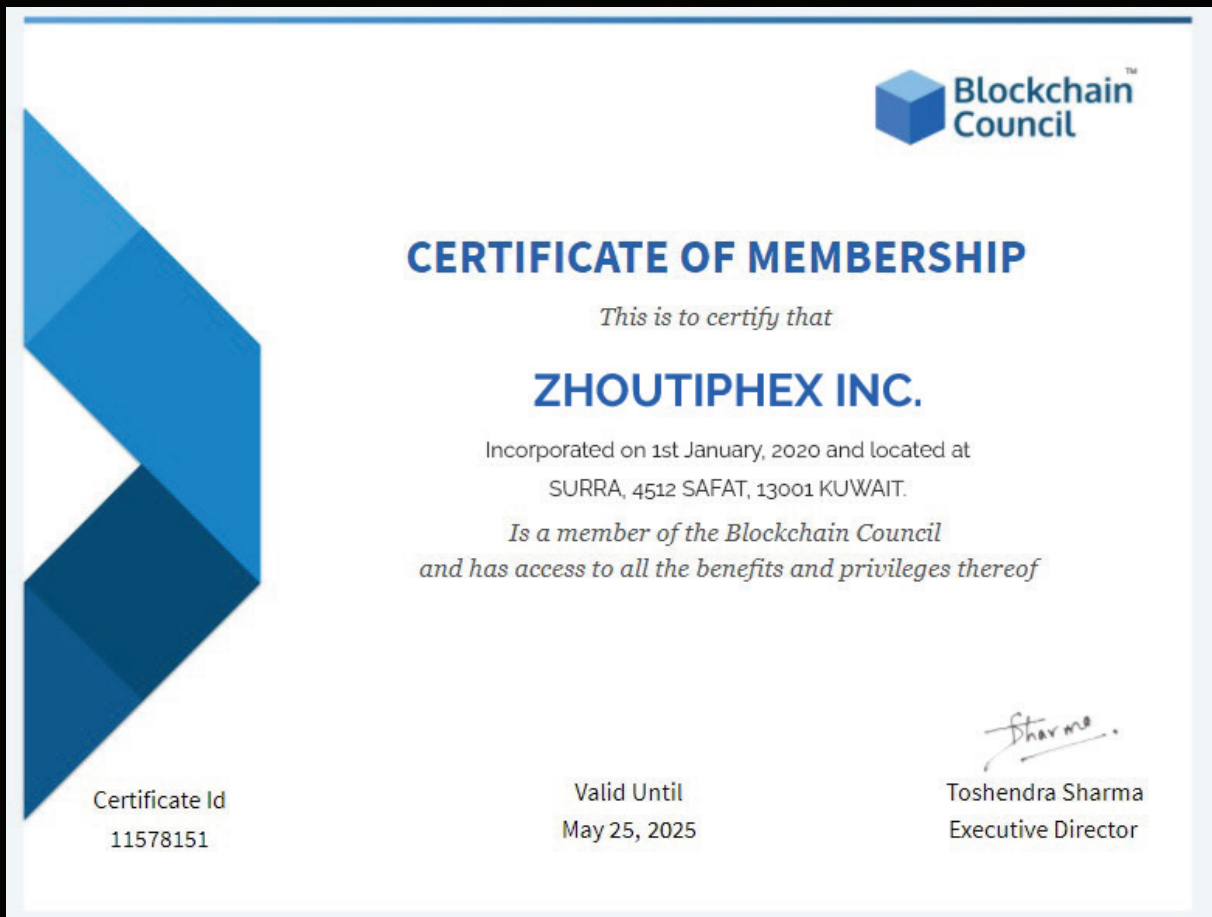 Blockchain™
Council
CERTIFICATE OF MEMBERSHIP
This is to certify that
ZHOUTIPHEX INC.
Incorporated on 1st January, 2020 and located at
SURRA, 4512 SAFAT, 13001 KUWAIT.
Is a member of the Blockchain Council
and has access to all the benefits and privileges thereof
Sharma.
Certificate Id
11578151
Valid Until
May 25, 2025
Toshendra Sharma
Executive Director